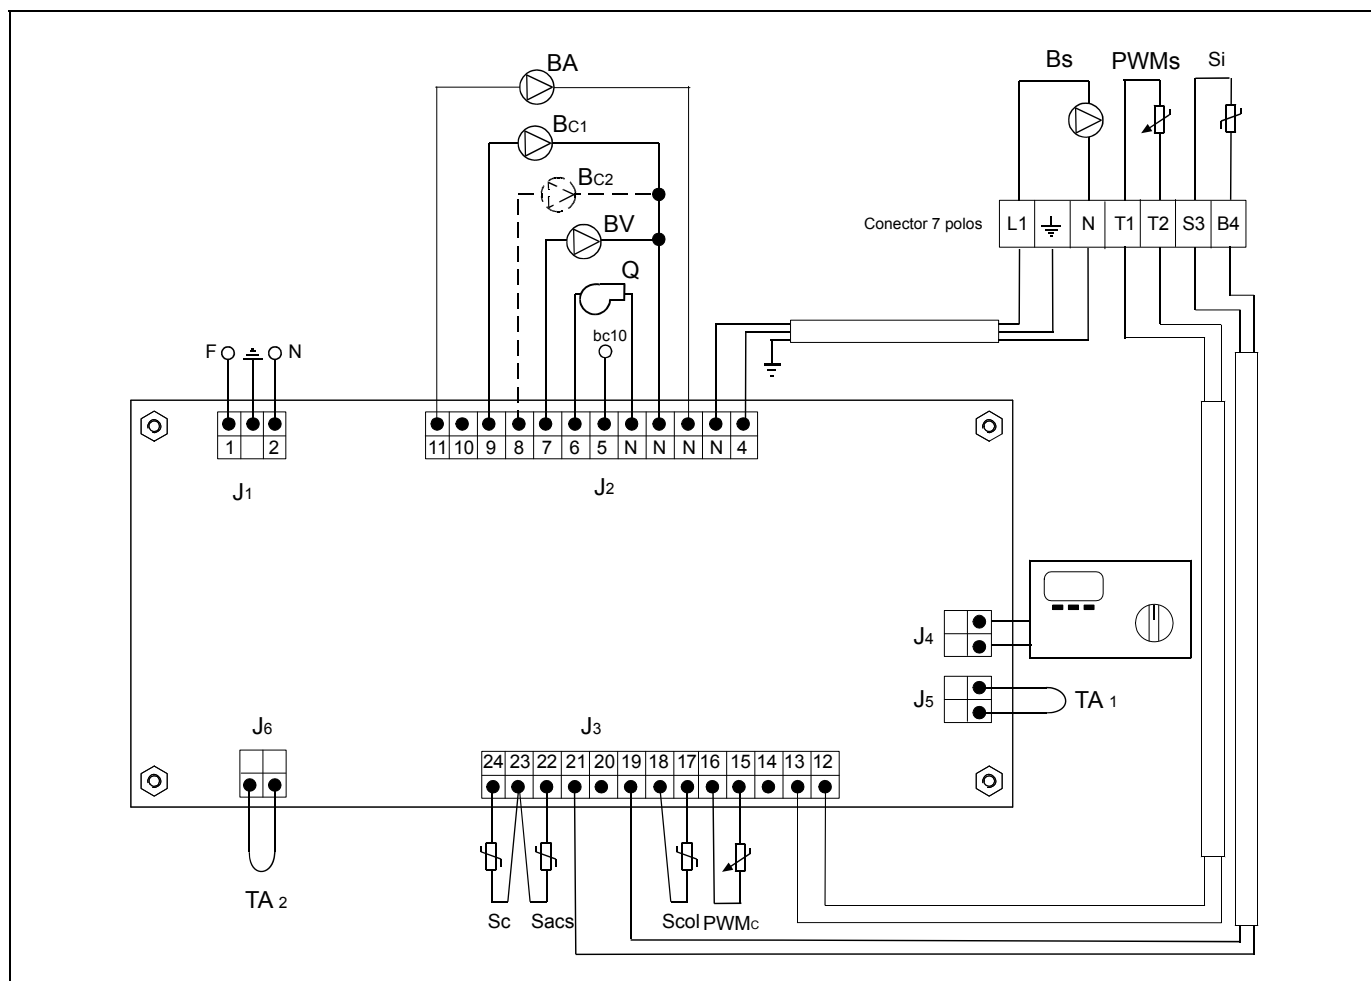 BA
BC1
BC2
BV
Q
bc10
Bs PWMs Si
Conector 7 polos
L1 N T1 T2 S3 B4
F N
1 2
J1
11 10 9 8 7 6 5 N N N N 4
J2
J4
J5
TA 1
J6
TA 2
J3
24 23 22 21 20 19 18 17 16 15 14 13 12
Sc Sacs Scol PWMC